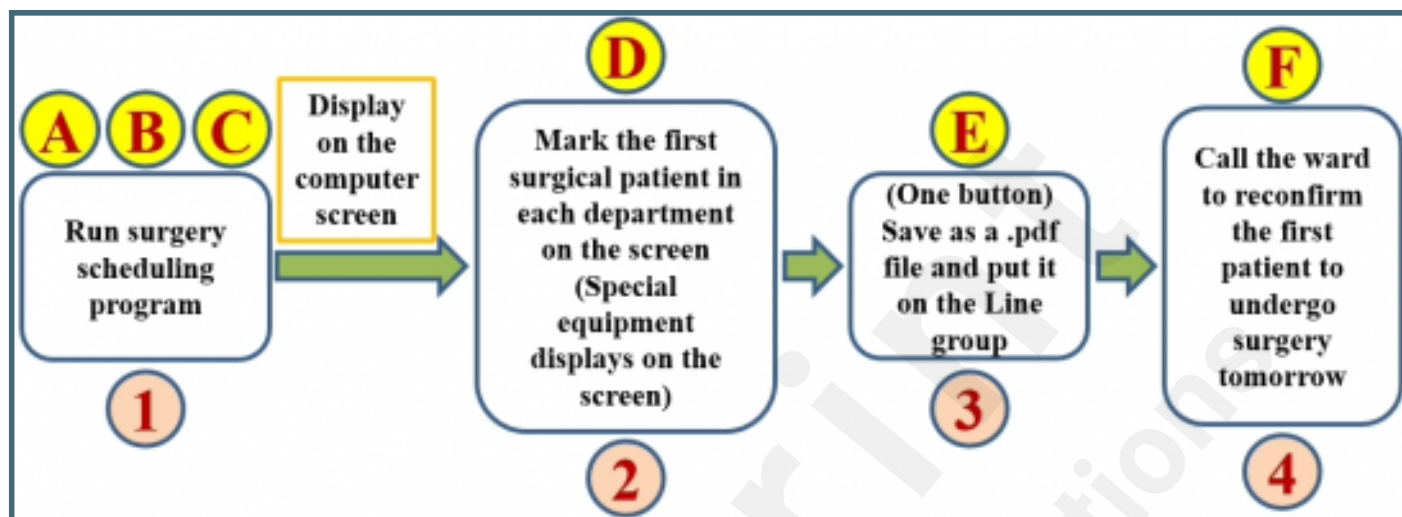 A B C
Run surgery
scheduling
program
1
Display
on the
computer
screen
D
Mark the first
surgical patient in
each department
on the screen
(Special
equipment
displays on the
screen)
2
E
(One button)
Save as a .pdf
file and put it
on the Line
group
3
F
Call the ward
to reconfirm
the first
patient to
undergo
surgery
tomorrow
4